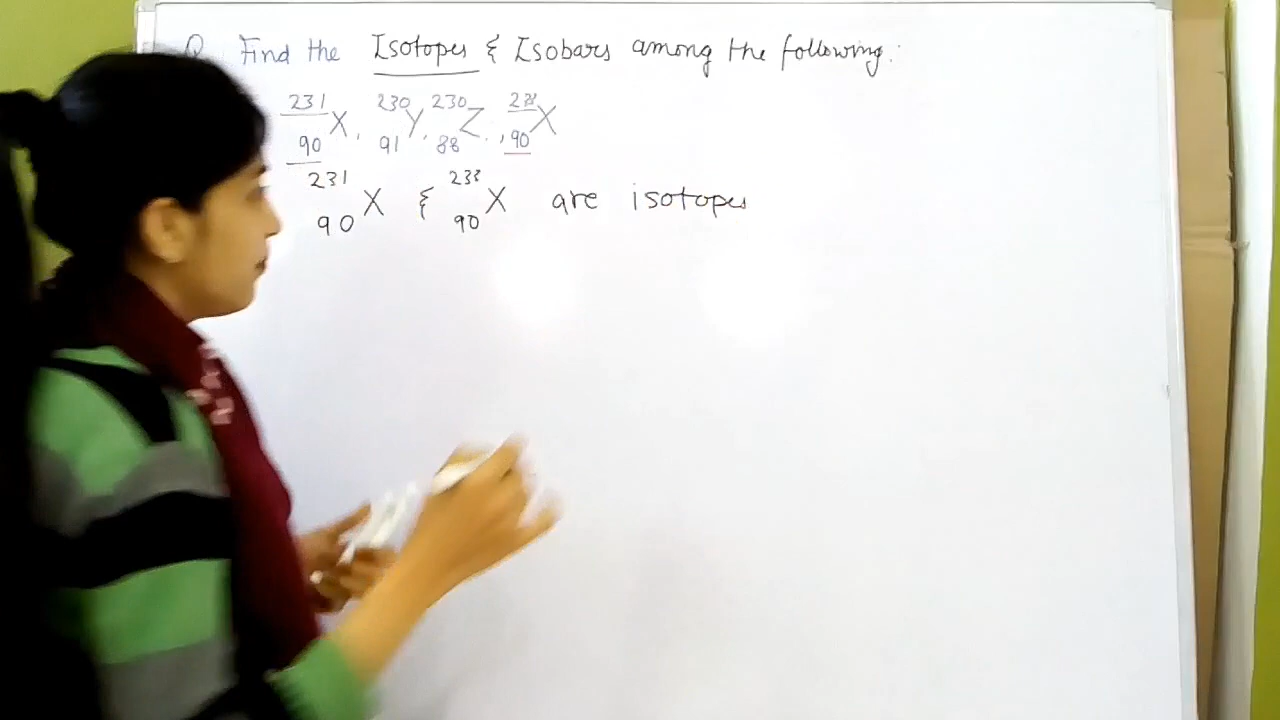 Q Find the Isotopes & Isobars among the following:
231 90 X, 230 91 Y, 230 88 Z, , 90 X
231 90 X & 238 90 X are isotopes